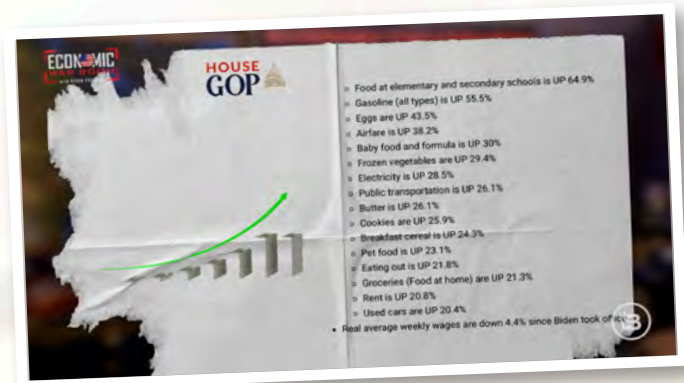 ECONOMIC
WAR ROOM
HOUSE
GOP
Food at elementary and secondary schools is UP 64.9%
Gasoline (all types) is UP 55.5%
Eggs are UP 43.5%
Airfare is UP 38.2%
Baby food and formula is UP 30%
Frozen vegetables are UP 29.4%
Electricity is UP 28.5%
Public transportation is UP 26.1%
Butter is UP 26.1%
Cookies are UP 25.9%
Breakfast cereal is UP 24.3%
Pet food is UP 23.1%
Eating out is UP 21.8%
Groceries (Food at home) are UP 21.3%
Rent is UP 20.8%
Used cars are UP 20.4%
Real average weekly wages are down 4.4% since Biden took office
B